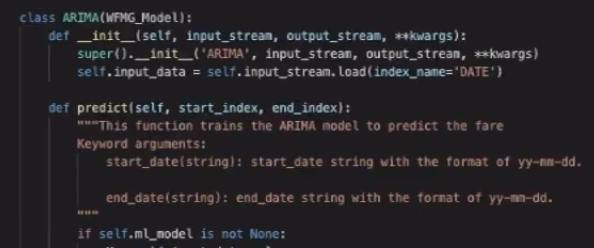 class ARIMA(WFMG_Model):
def __init__(self, input_stream, output_stream, **kwargs):
super().__init__('ARIMA', input_stream, output_stream, **kwargs)
self.input_data = self.input_stream.load(index_name='DATE')
def predict(self, start_index, end_index):
"""This function trains the ARIMA model to predict the fare
Keyword arguments:
start_date(string): start_date string with the format of yy-mm-dd.
end_date(string): end_date string with the format of yy-mm-dd.
"""
if self.ml_model is not None: